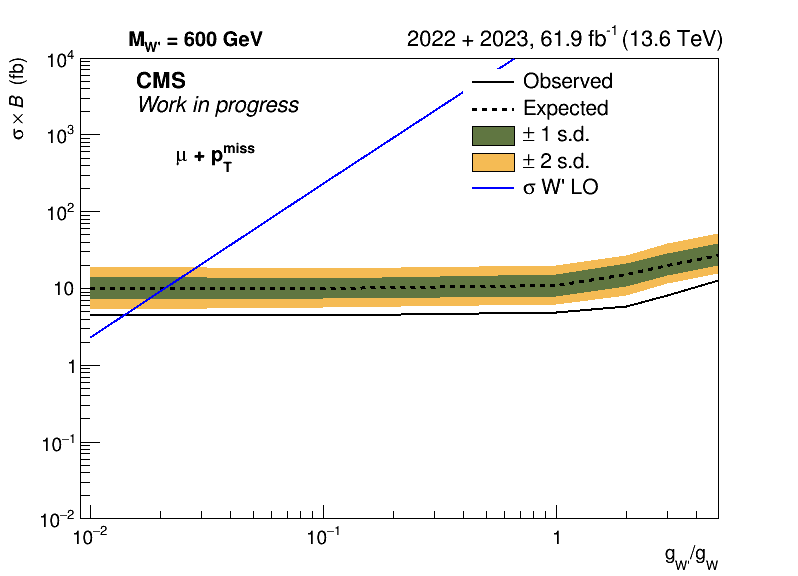 M_W' = 600 GeV
2022 + 2023, 61.9 fb⁻¹ (13.6 TeV)
σ × B (fb)
CMS
Work in progress
μ + p_T^miss
Observed
Expected
± 1 s.d.
± 2 s.d.
σ W' LO
10⁴
10³
10²
10
1
10⁻¹
10⁻²
10⁻² 10⁻¹ 1
g_W'/g_W